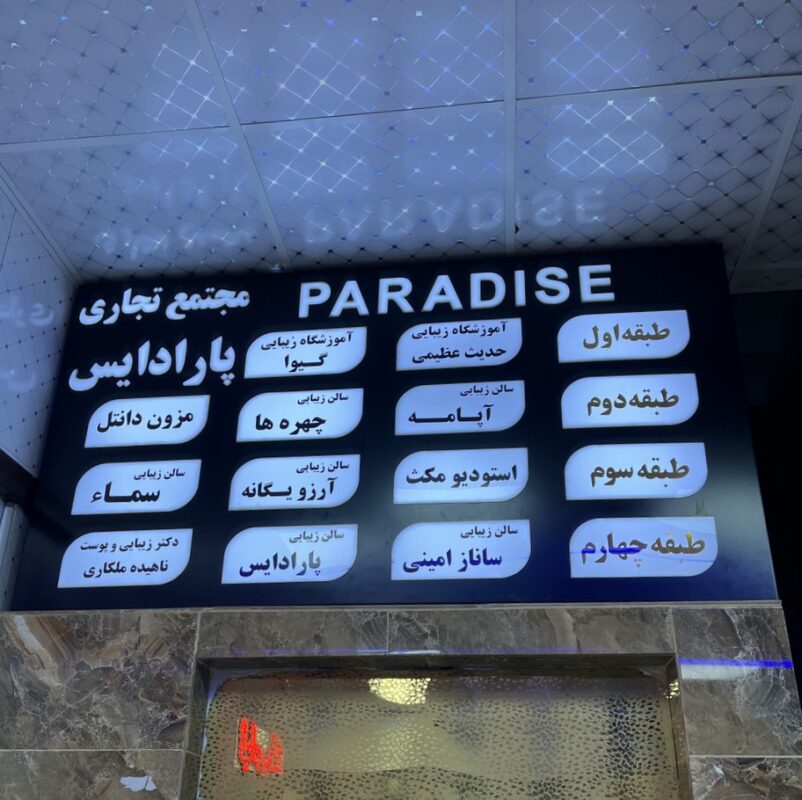 مجتمع تجاری
PARADISE
پارادایس
طبقه اول
آموزشگاه زیبایی
حدیث عظیمی
آموزشگاه زیبایی
گیوا
طبقه دوم
سالن زیبایی
آپامه
سالن زیبایی
چهره ها
مزون دانتل
طبقه سوم
استودیو مکث
سالن زیبایی
آرزو یگانه
سالن زیبایی
سماء
طبقه چهارم
سالن زیبایی
ساناز امینی
سالن زیبایی
پارادایس
دکتر زیبایی و پوست
ناهیده ملکاری